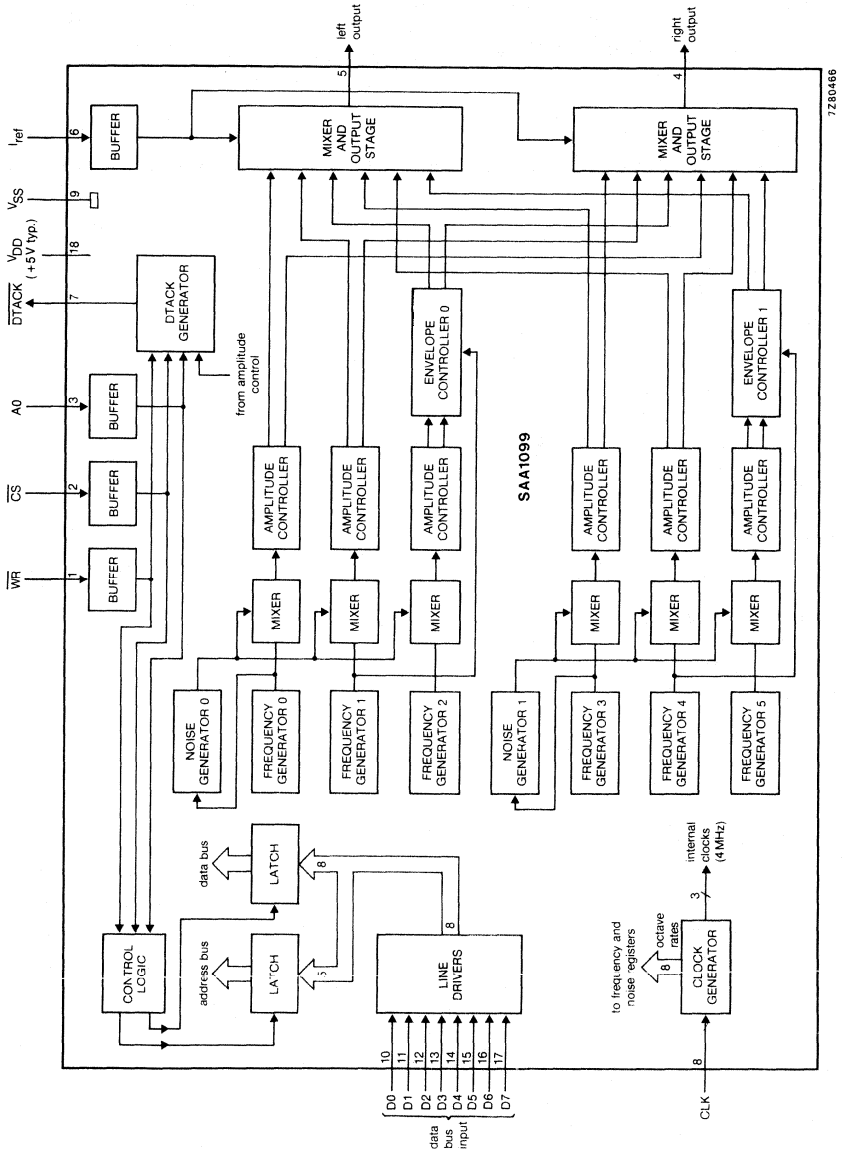 I ref
VSS
VDD
(+5 V typ.)
DTACK
A0
CS
WR
6
9
18
7
3
2
1
BUFFER
DTACK
GENERATOR
BUFFER
BUFFER
BUFFER
from amplitude
control
CONTROL
LOGIC
left
output
5
right
output
4
MIXER
AND
OUTPUT
STAGE
MIXER
AND
OUTPUT
STAGE
ENVELOPE
CONTROLLER 0
ENVELOPE
CONTROLLER 1
SAA1099
AMPLITUDE
CONTROLLER
AMPLITUDE
CONTROLLER
AMPLITUDE
CONTROLLER
AMPLITUDE
CONTROLLER
AMPLITUDE
CONTROLLER
AMPLITUDE
CONTROLLER
MIXER
MIXER
MIXER
MIXER
MIXER
MIXER
NOISE
GENERATOR 0
FREQUENCY
GENERATOR 0
FREQUENCY
GENERATOR 1
FREQUENCY
GENERATOR 2
NOISE
GENERATOR 1
FREQUENCY
GENERATOR 3
FREQUENCY
GENERATOR 4
FREQUENCY
GENERATOR 5
address bus
data bus
LATCH
LATCH
8
8
LINE
DRIVERS
D0
D1
D2
D3
D4
D5
D6
D7
10
11
12
13
14
15
16
17
data
bus
input
to frequency and
noise registers
8
octave
rates
3
internal
clocks
(4 MHz)
CLOCK
GENERATOR
8
CLK
7Z80466